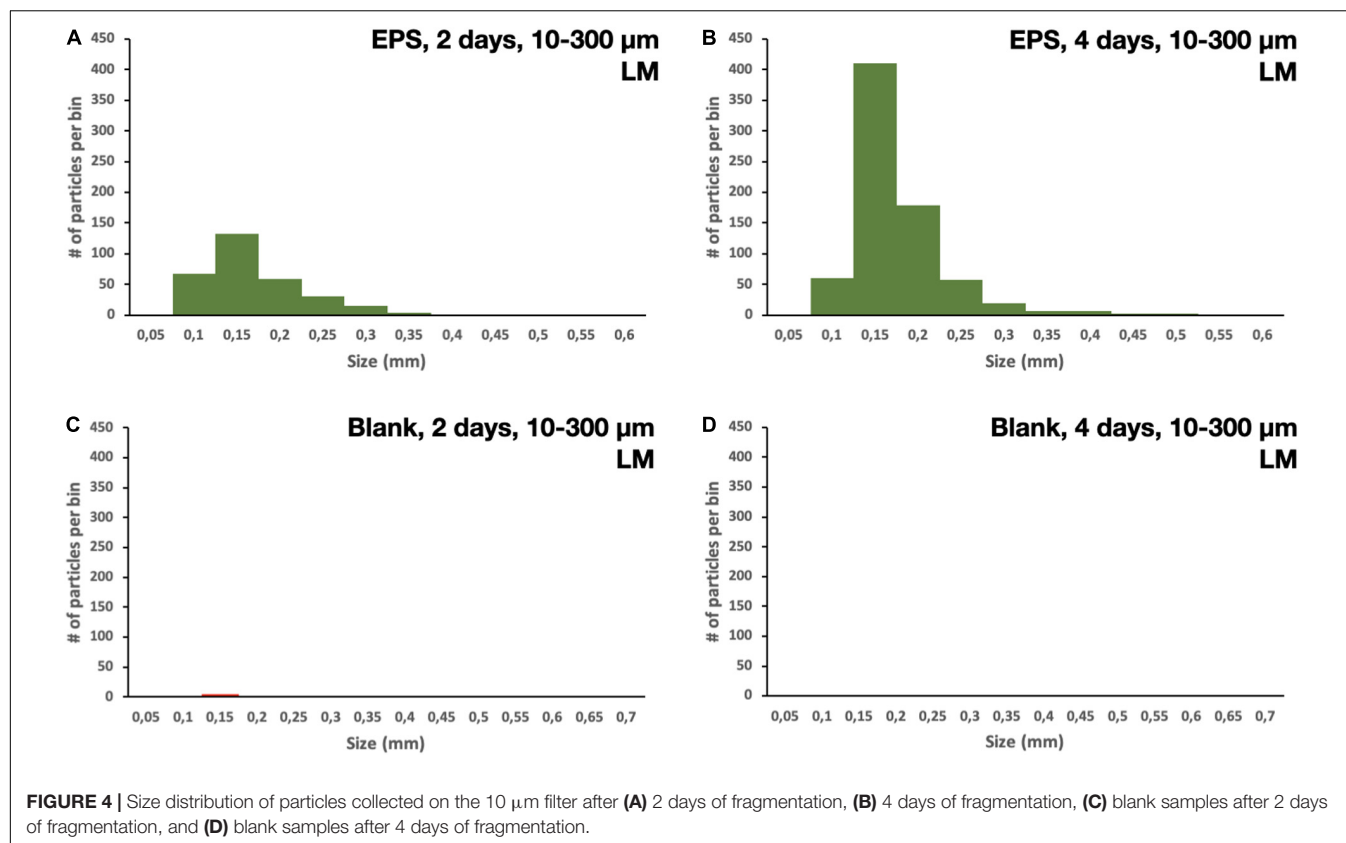 A
EPS, 2 days, 10-300 µm
LM
# of particles per bin
450
400
350
300
250
200
150
100
50
0
0,05 0,1 0,15 0,2 0,25 0,3 0,35 0,4 0,45 0,5 0,55 0,6
Size (mm)
B
EPS, 4 days, 10-300 µm
LM
# of particles per bin
450
400
350
300
250
200
150
100
50
0
0,05 0,1 0,15 0,2 0,25 0,3 0,35 0,4 0,45 0,5 0,55 0,6
Size (mm)
C
Blank, 2 days, 10-300 µm
LM
# of particles per bin
450
400
350
300
250
200
150
100
50
0
0,05 0,1 0,15 0,2 0,25 0,3 0,35 0,4 0,45 0,5 0,55 0,6 0,65 0,7
Size (mm)
D
Blank, 4 days, 10-300 µm
LM
# of particles per bin
450
400
350
300
250
200
150
100
50
0
0,05 0,1 0,15 0,2 0,25 0,3 0,35 0,4 0,45 0,5 0,55 0,6 0,65 0,7
Size (mm)
FIGURE 4 | Size distribution of particles collected on the 10 µm filter after (A) 2 days of fragmentation, (B) 4 days of fragmentation, (C) blank samples after 2 days
of fragmentation, and (D) blank samples after 4 days of fragmentation.